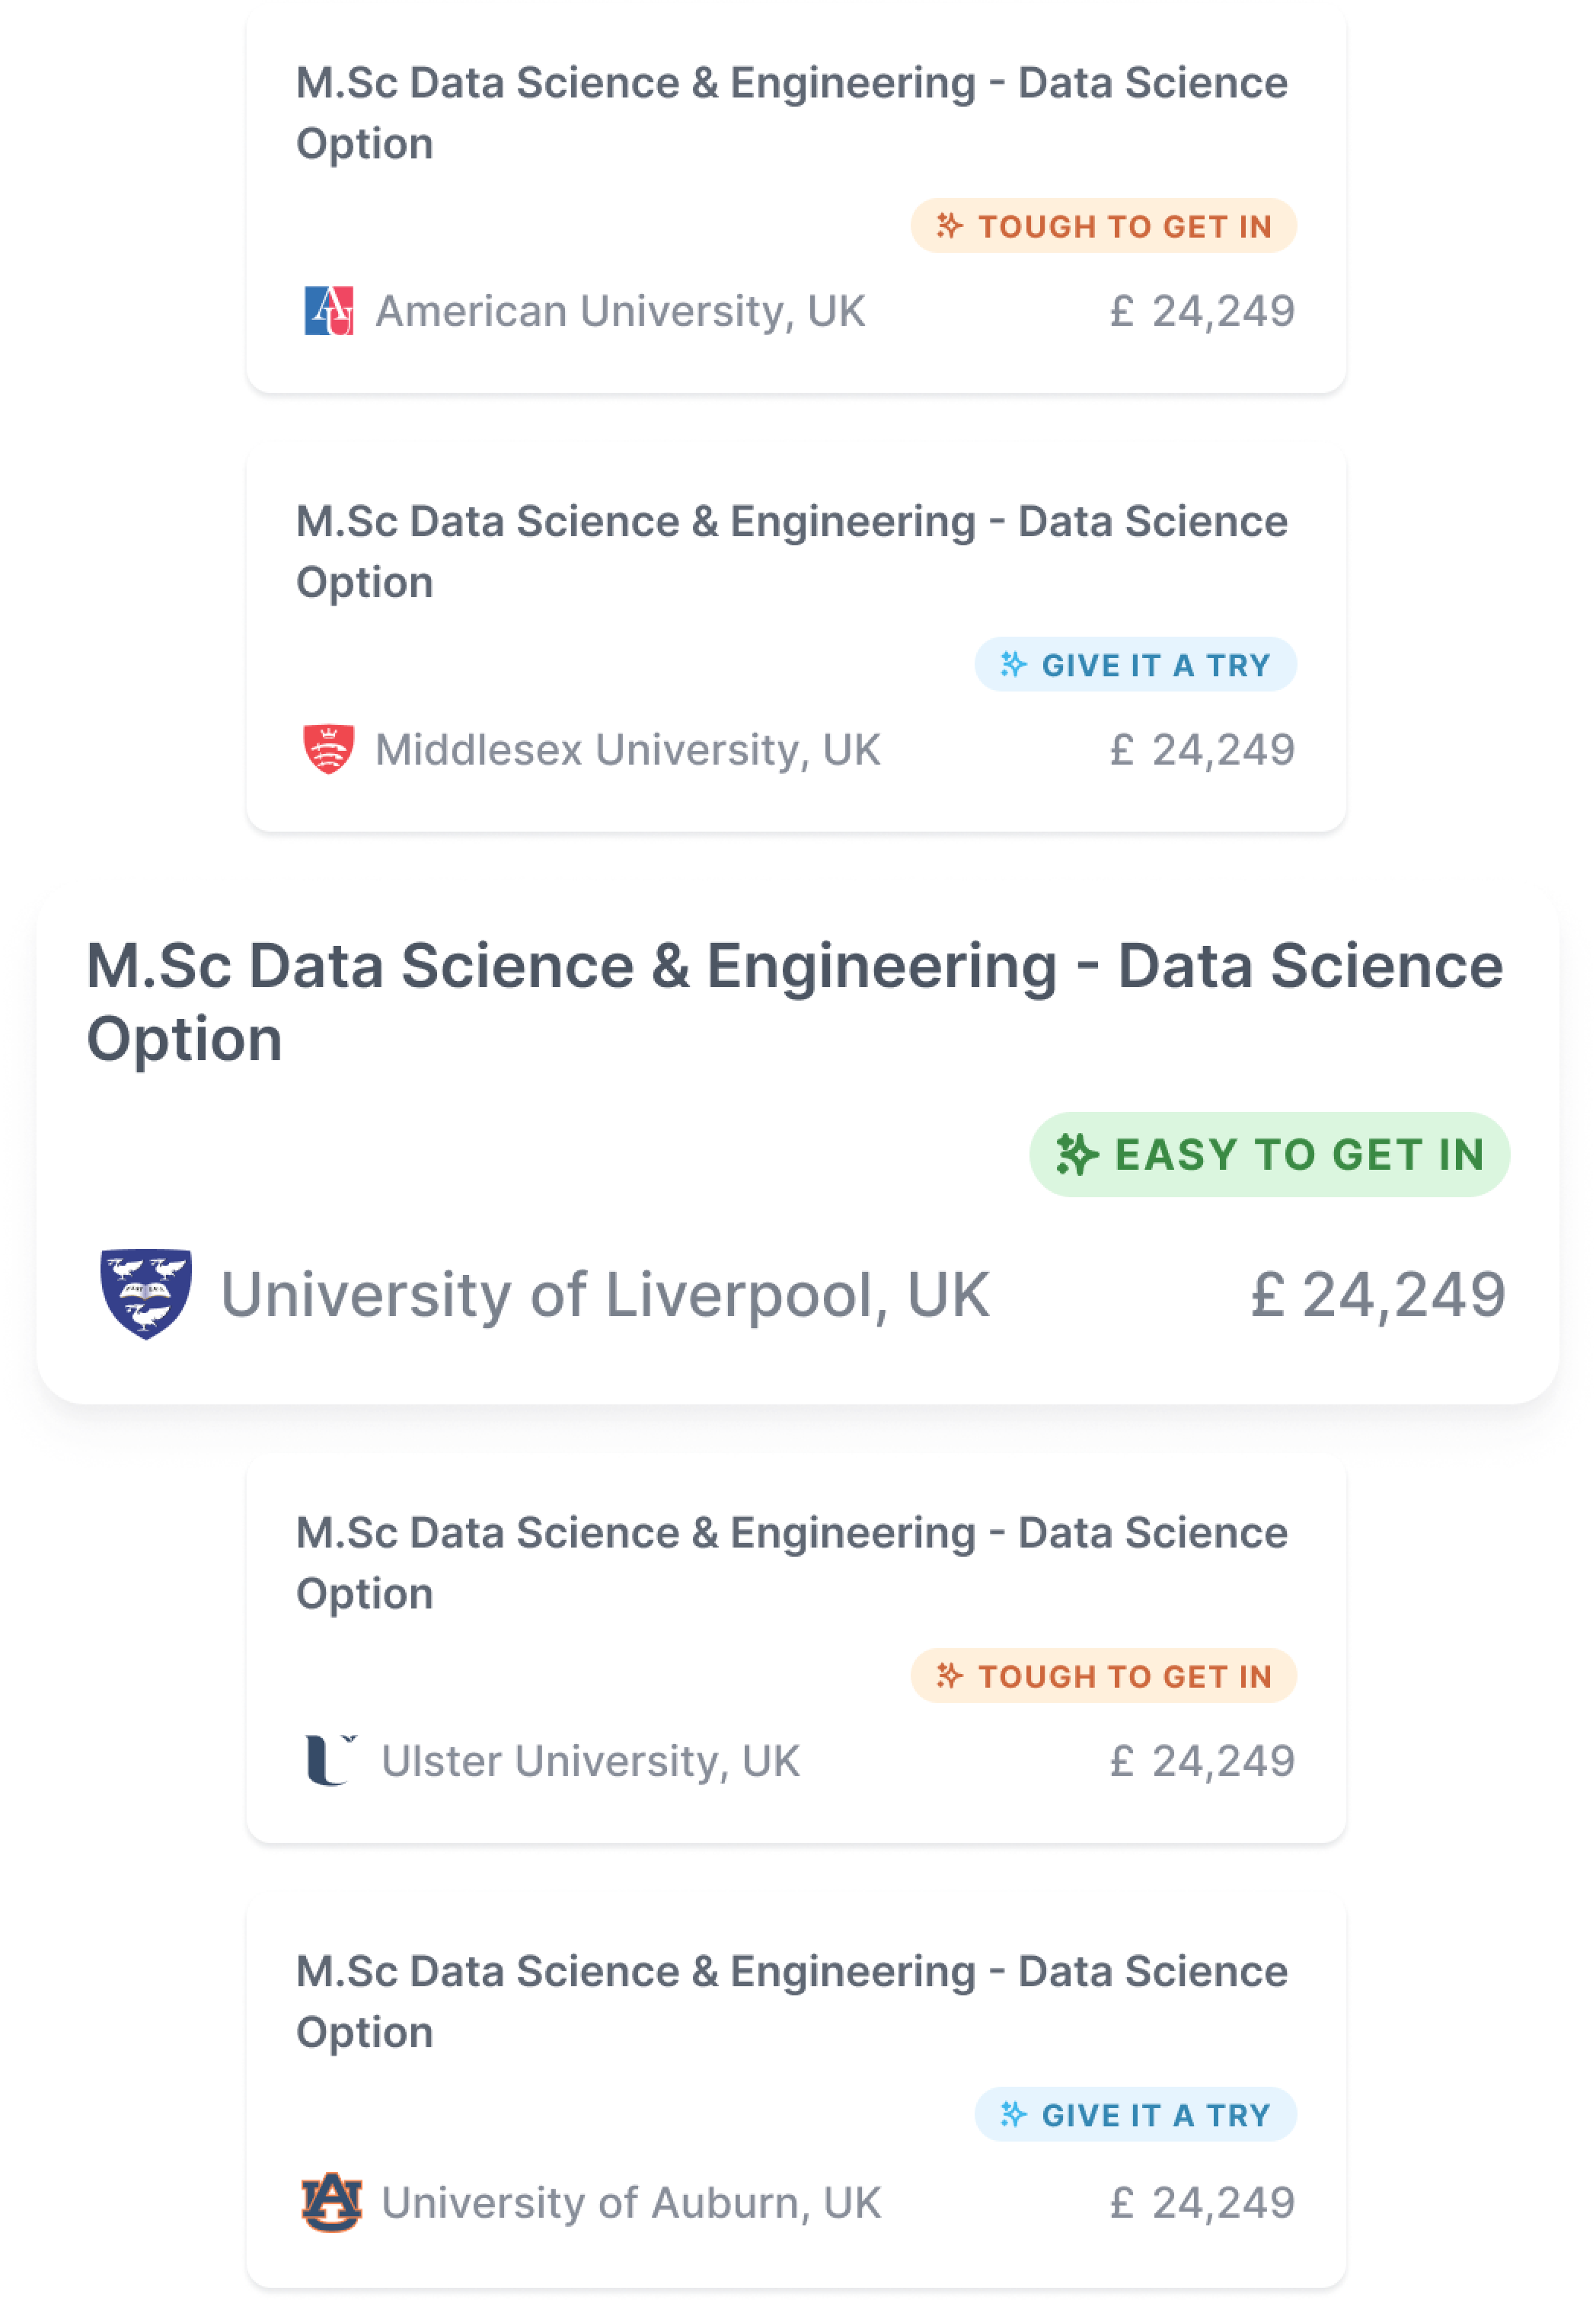 M.Sc Data Science & Engineering - Data Science
Option
TOUGH TO GET IN
American University, UK £ 24,249
M.Sc Data Science & Engineering - Data Science
Option
GIVE IT A TRY
Middlesex University, UK £ 24,249
M.Sc Data Science & Engineering - Data Science
Option
EASY TO GET IN
University of Liverpool, UK £ 24,249
M.Sc Data Science & Engineering - Data Science
Option
TOUGH TO GET IN
Ulster University, UK £ 24,249
M.Sc Data Science & Engineering - Data Science
Option
GIVE IT A TRY
University of Auburn, UK £ 24,249